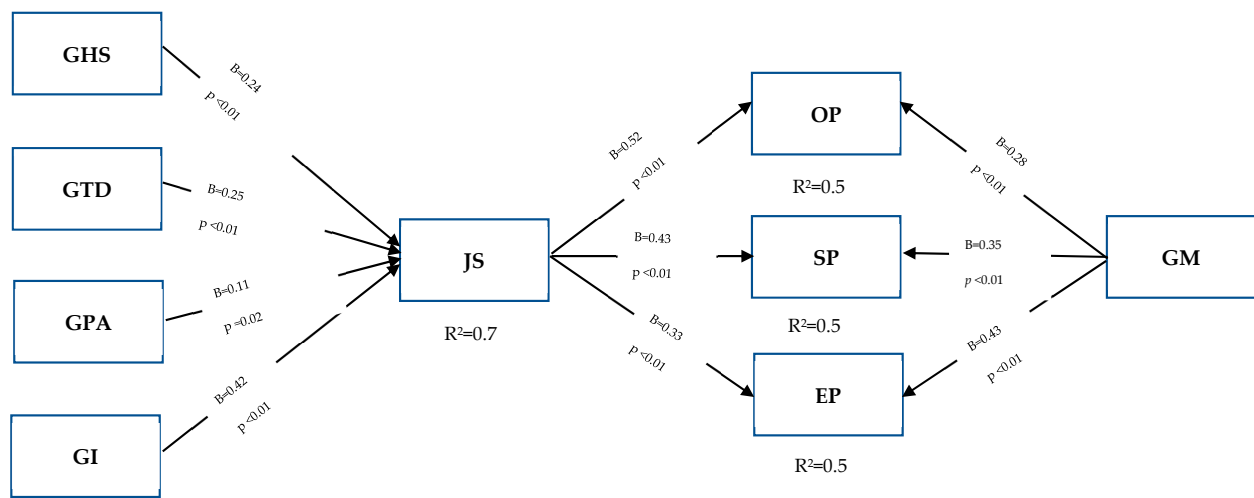 GHS
B=0.24
p <0.01
GTD
B=0.25
p <0.01
GPA
B=0.11
p =0.02
GI
B=0.42
p <0.01
JS
R²=0.7
B=0.52
p <0.01
B=0.43
p <0.01
B=0.33
p <0.01
OP
R²=0.5
SP
R²=0.5
EP
R²=0.5
B=0.28
p <0.01
B=0.35
p <0.01
B=0.43
p <0.01
GM